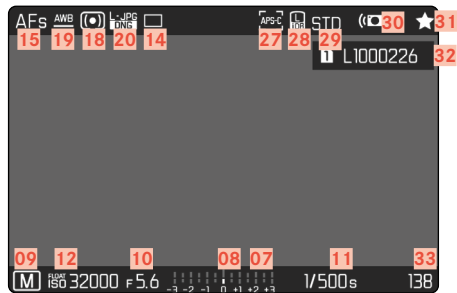 AFs AWB L-JPG DNG APS-C L JPG STD
15 19 18 20 14 27 28 29 30 31
1 L1000226 32
09 12 10 08 07 11 33
M FLOAT ISO 32000 F 5.6 -3 -2 -1 0 +1 +2 +3 1/500s 138